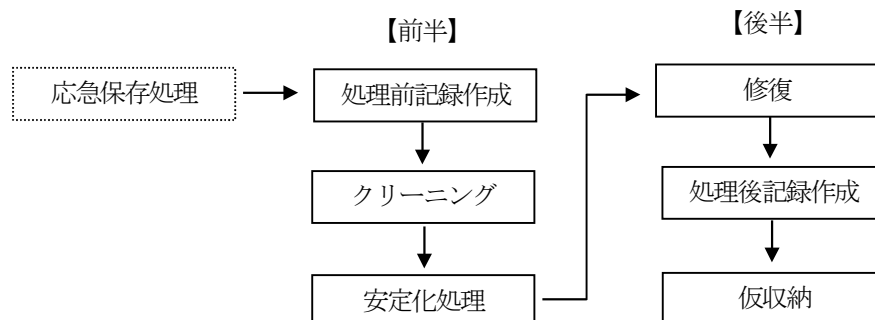 【前半】
【後半】
応急保存処理
処理前記録作成
修復
クリーニング
処理後記録作成
安定化処理
仮収納